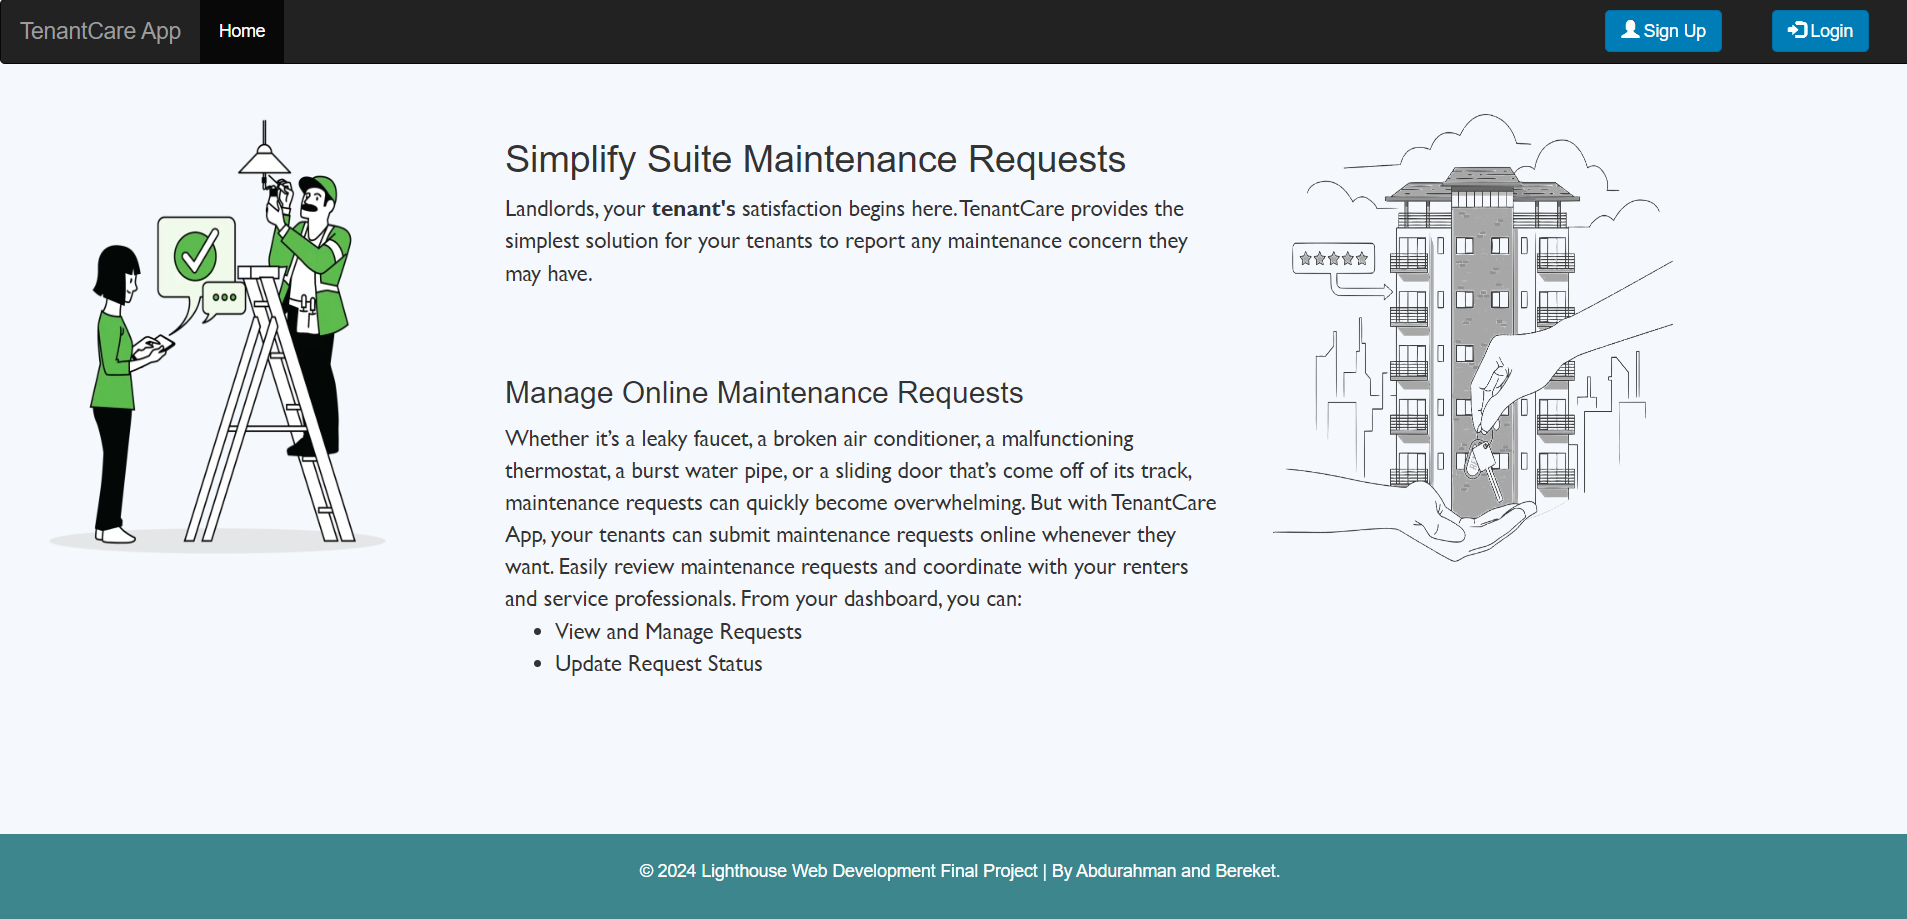 TenantCare App
Home
Sign Up
Login
Simplify Suite Maintenance Requests
Landlords, your tenant's satisfaction begins here. TenantCare provides the
simplest solution for your tenants to report any maintenance concern they
may have.
Manage Online Maintenance Requests
Whether it’s a leaky faucet, a broken air conditioner, a malfunctioning
thermostat, a burst water pipe, or a sliding door that’s come off of its track,
maintenance requests can quickly become overwhelming. But with TenantCare
App, your tenants can submit maintenance requests online whenever they
want. Easily review maintenance requests and coordinate with your renters
and service professionals. From your dashboard, you can:
• View and Manage Requests
• Update Request Status
© 2024 Lighthouse Web Development Final Project | By Abdurahman and Bereket.